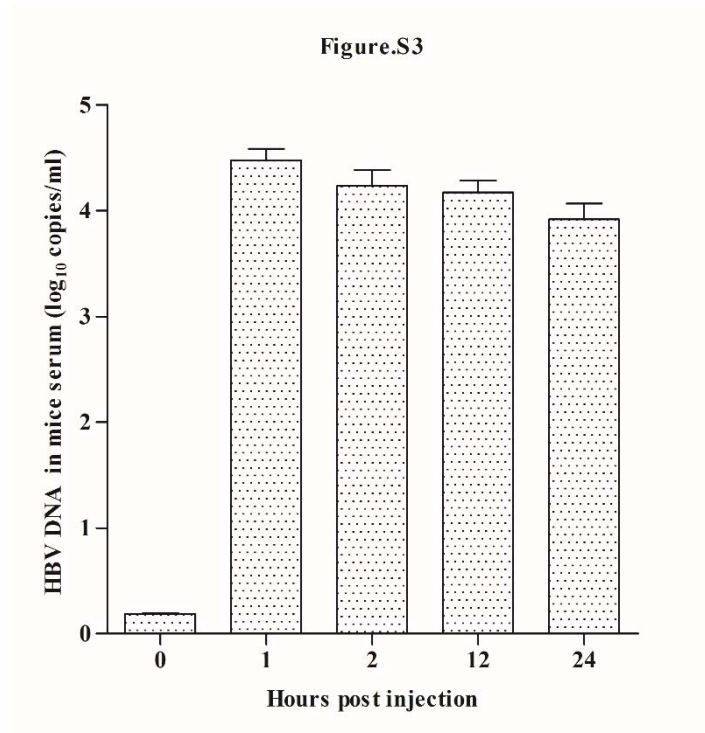 Figure.S3
HBV DNA in mice serum (log₁₀ copies/ml)
5
4
3
2
1
0
0 1 2 12 24
Hours post injection